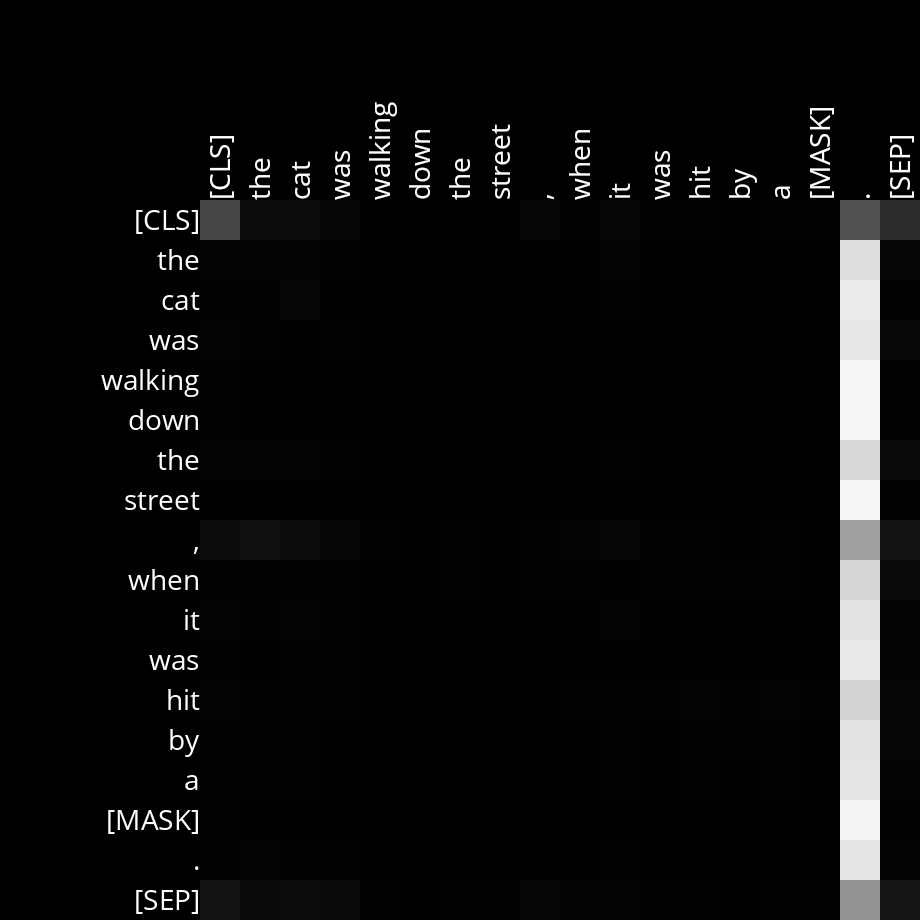 [CLS] the cat was walking down the street , when it was hit by a [MASK] . [SEP]
[CLS]
the
cat
was
walking
down
the
street
,
when
it
was
hit
by
a
[MASK]
.
[SEP]